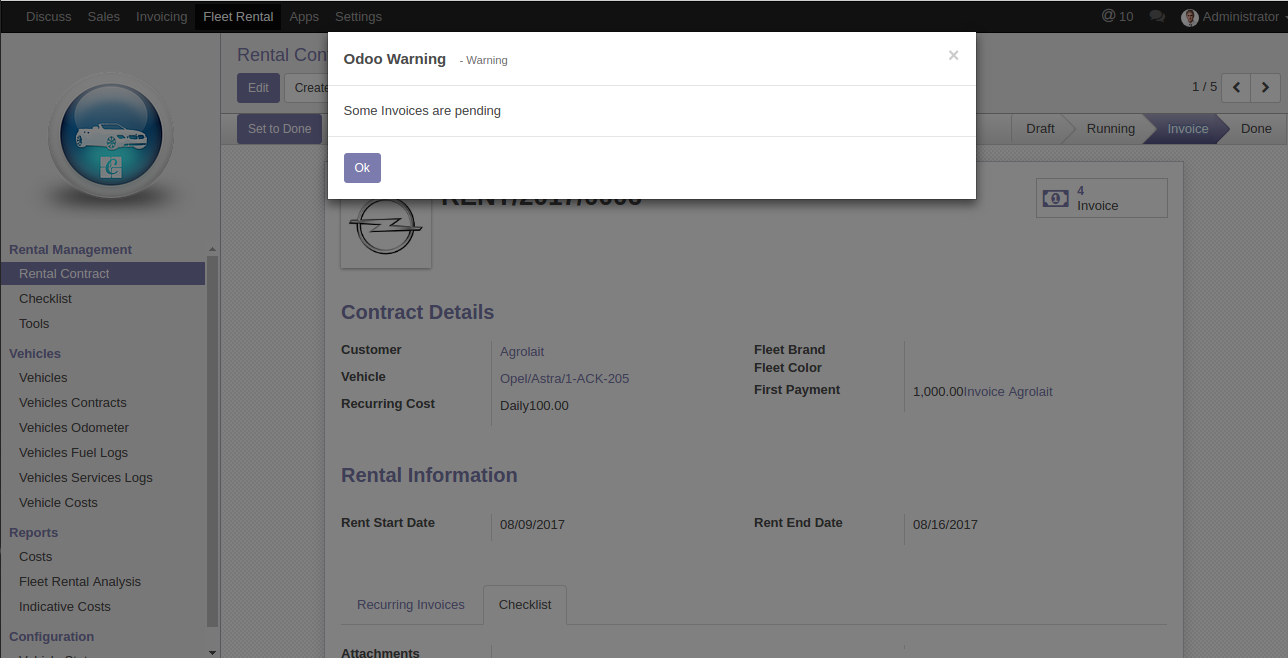 Discuss Sales Invoicing Fleet Rental Apps Settings @ 10 Administrator
Rental Con
Odoo Warning - Warning ×
Edit Create 1 / 5
Some Invoices are pending
Set to Done Draft Running Invoice Done
Ok
4
Invoice
Rental Management
Rental Contract
Checklist
Tools
Vehicles
Vehicles
Vehicles Contracts
Vehicles Odometer
Vehicles Fuel Logs
Vehicles Services Logs
Vehicle Costs
Reports
Costs
Fleet Rental Analysis
Indicative Costs
Configuration
Contract Details
Customer Agrolait
Vehicle Opel/Astra/1-ACK-205
Recurring Cost Daily100.00
Fleet Brand
Fleet Color
First Payment 1,000.00Invoice Agrolait
Rental Information
Rent Start Date 08/09/2017
Rent End Date 08/16/2017
Recurring Invoices Checklist
Attachments